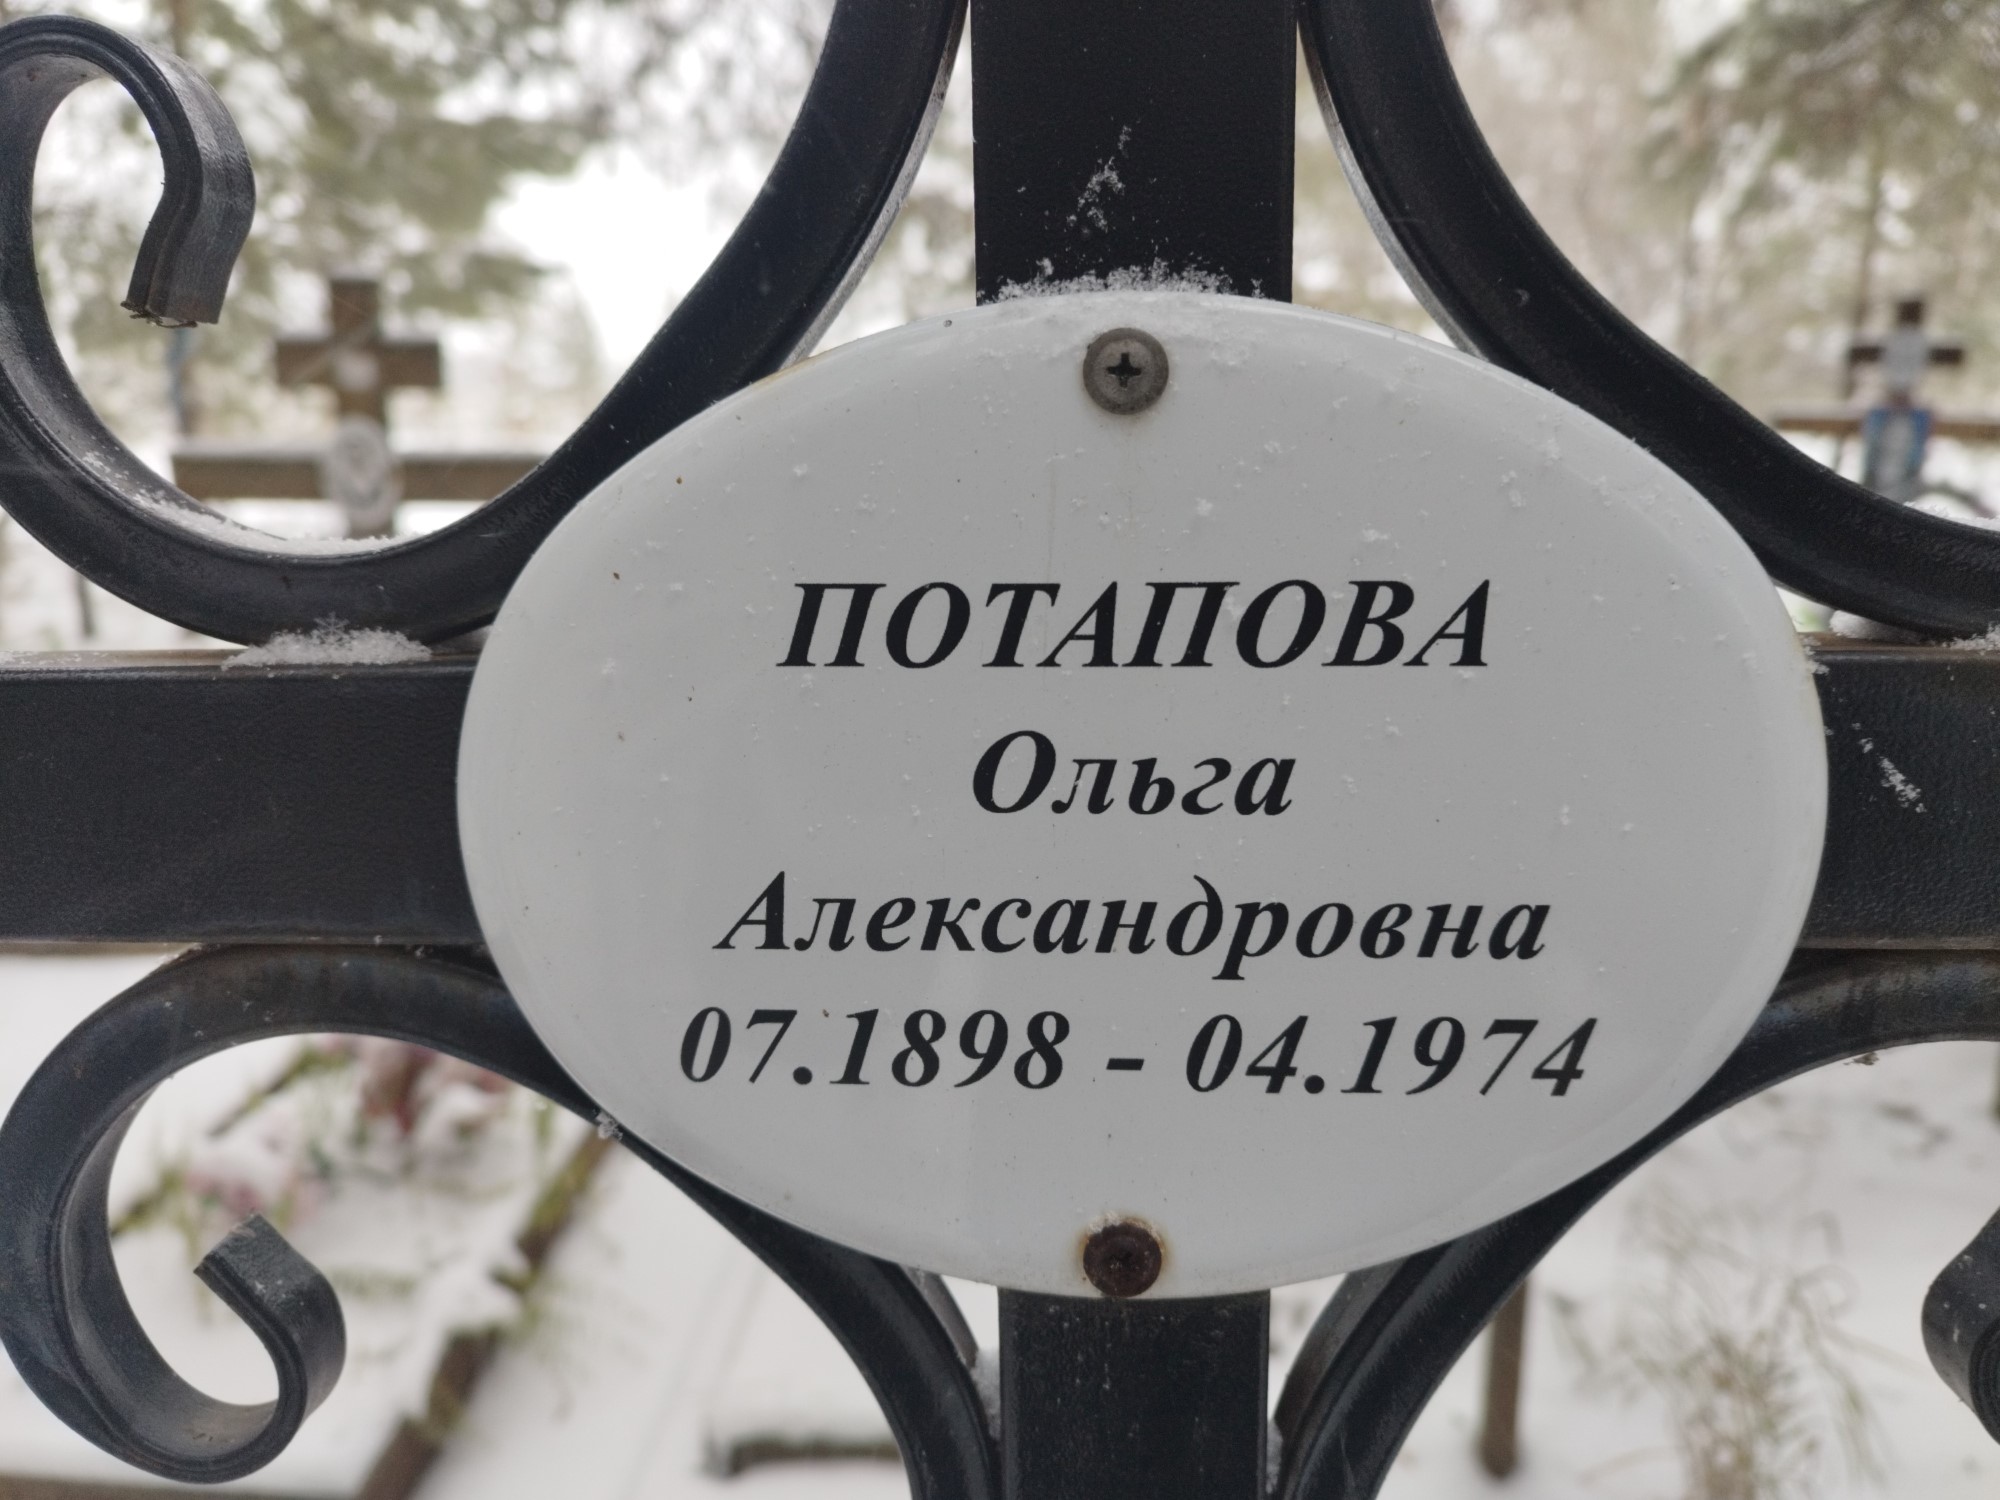 ПОТАПОВА
Ольга
Александровна
07.1898 - 04.1974